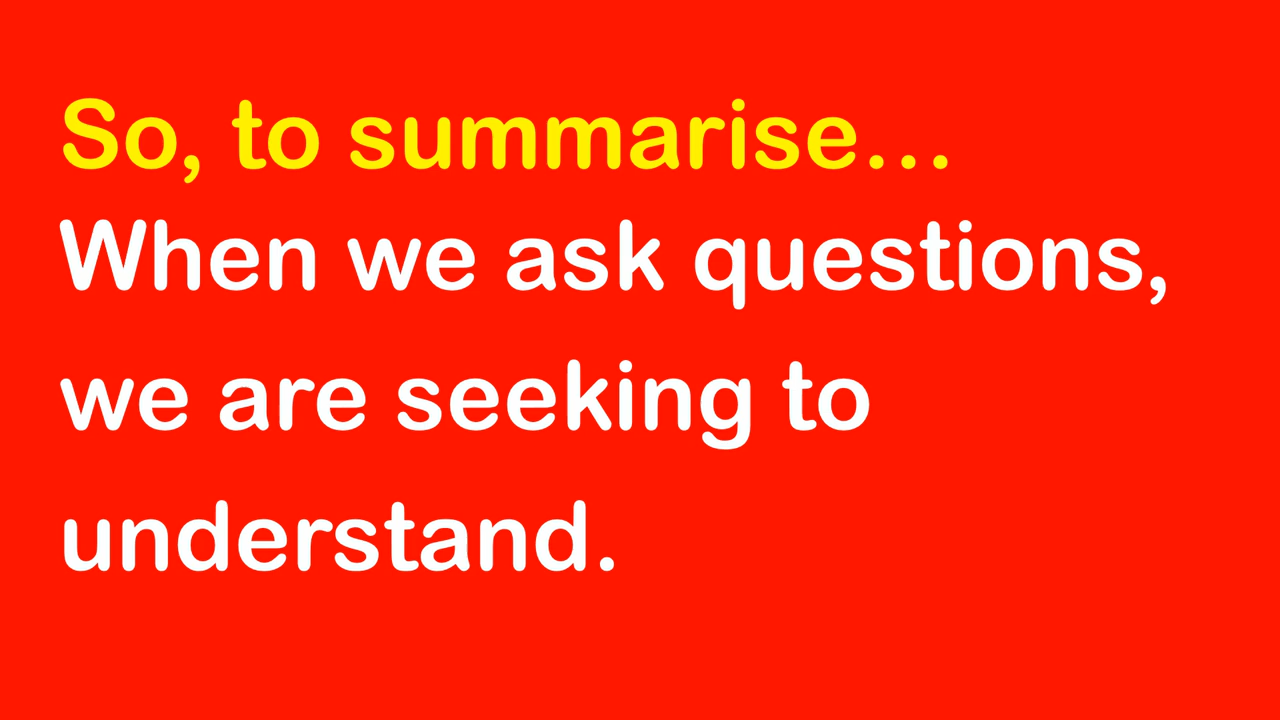 So, to summarise...
When we ask questions,
we are seeking to
understand.